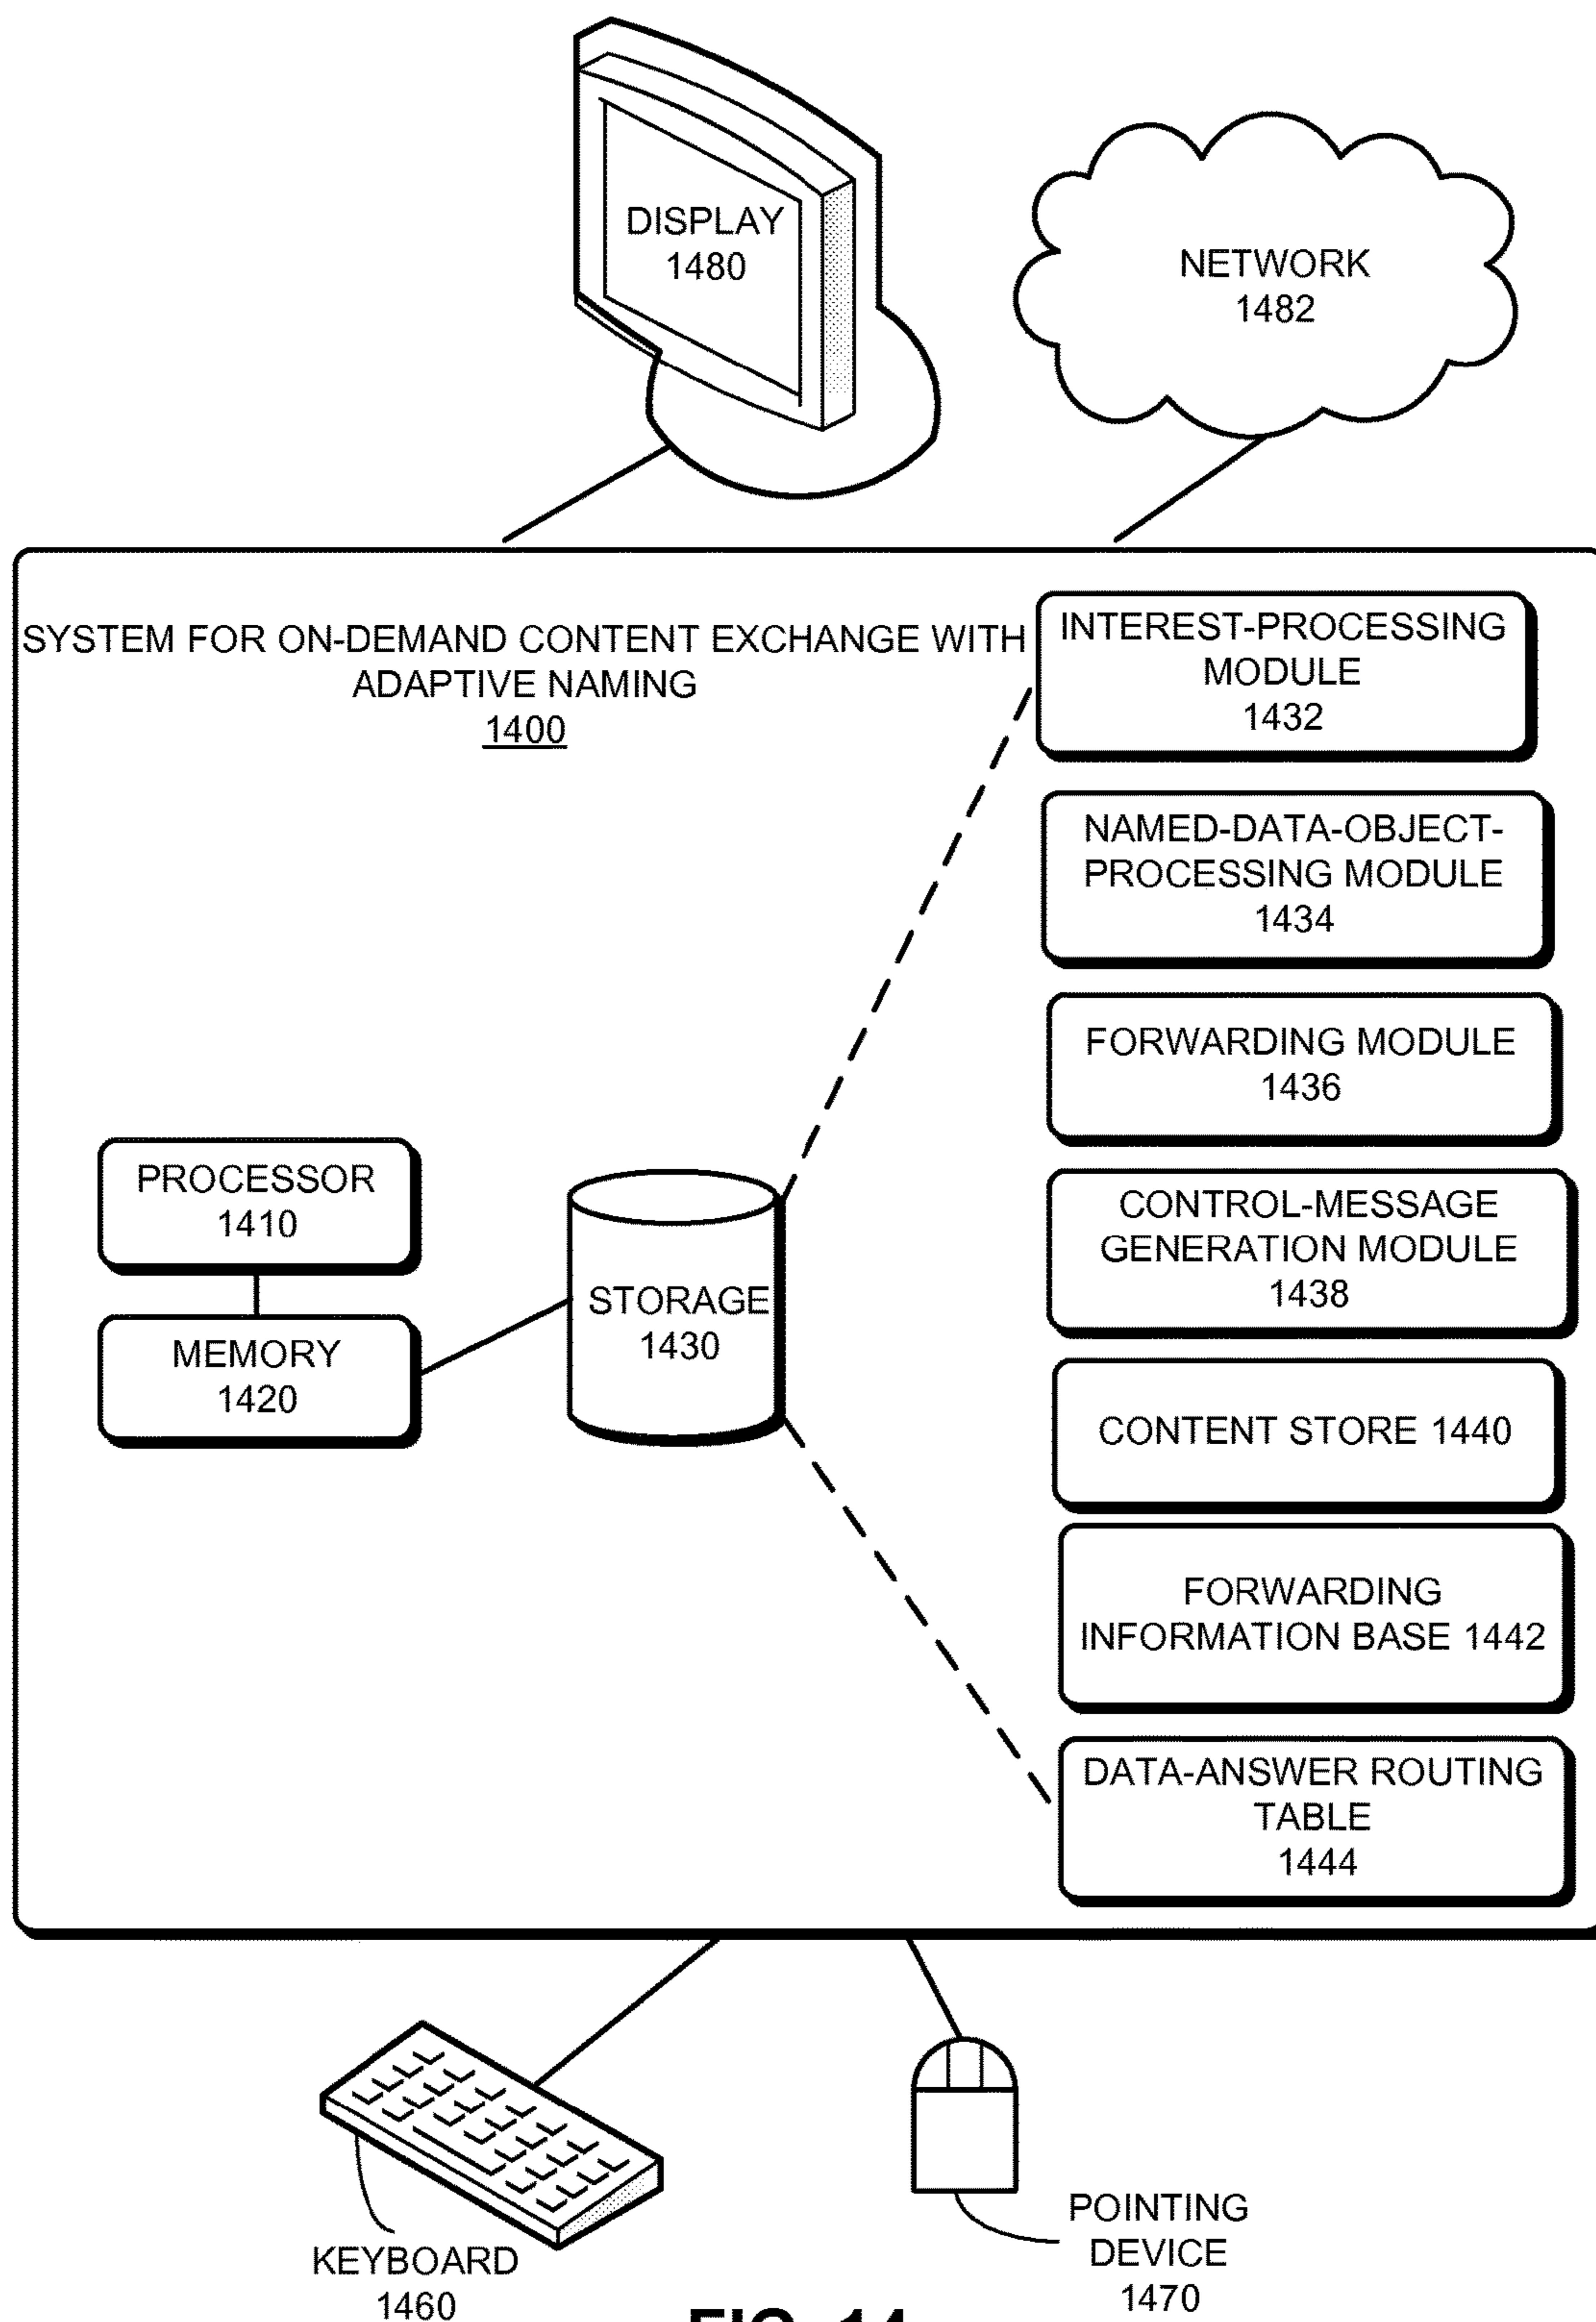 DISPLAY
1480
NETWORK
1482
SYSTEM FOR ON-DEMAND CONTENT EXCHANGE WITH
ADAPTIVE NAMING
1400
INTEREST-PROCESSING
MODULE
1432
NAMED-DATA-OBJECT-
PROCESSING MODULE
1434
FORWARDING MODULE
1436
PROCESSOR
1410
CONTROL-MESSAGE
GENERATION MODULE
1438
MEMORY
1420
STORAGE
1430
CONTENT STORE 1440
FORWARDING
INFORMATION BASE 1442
DATA-ANSWER ROUTING
TABLE
1444
KEYBOARD
1460
POINTING
DEVICE
1470
FIG. 14